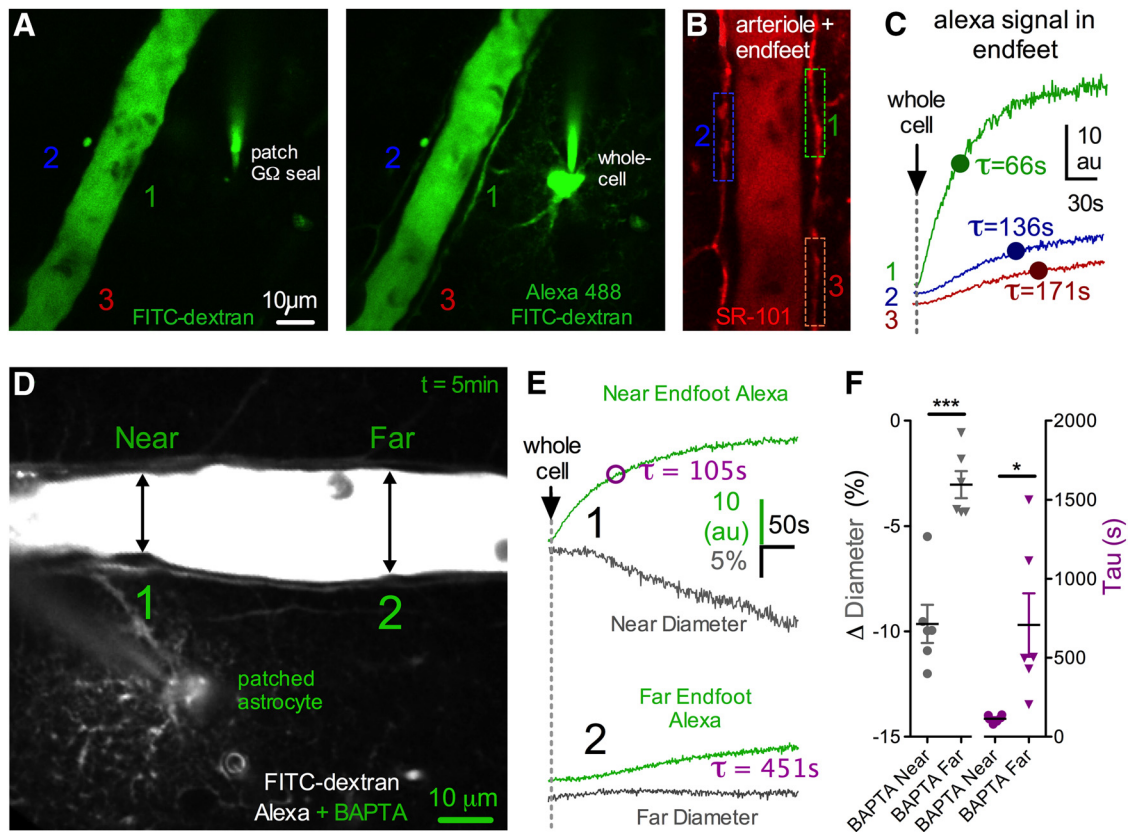 A
2
1
3
patch
GΩ seal
FITC-dextran
10µm
2
1
3
whole-
cell
Alexa 488
FITC-dextran
B
arteriole +
endfeet
2
1
3
SR-101
C
alexa signal in
endfeet
whole
cell
10
au
30s
τ=66s
τ=136s
τ=171s
1
2
3
D
t = 5min
Near
Far
1
2
patched
astrocyte
FITC-dextran
Alexa + BAPTA
10 µm
E
Near Endfoot Alexa
whole
cell
τ = 105s
1
10
(au)
50s
5%
Near Diameter
Far Endfoot
Alexa
2
τ = 451s
Far Diameter
F
***
*
0
-5
-10
-15
Δ Diameter (%)
2000
1500
1000
500
0
Tau (s)
BAPTA Near
BAPTA Far
BAPTA Near
BAPTA Far